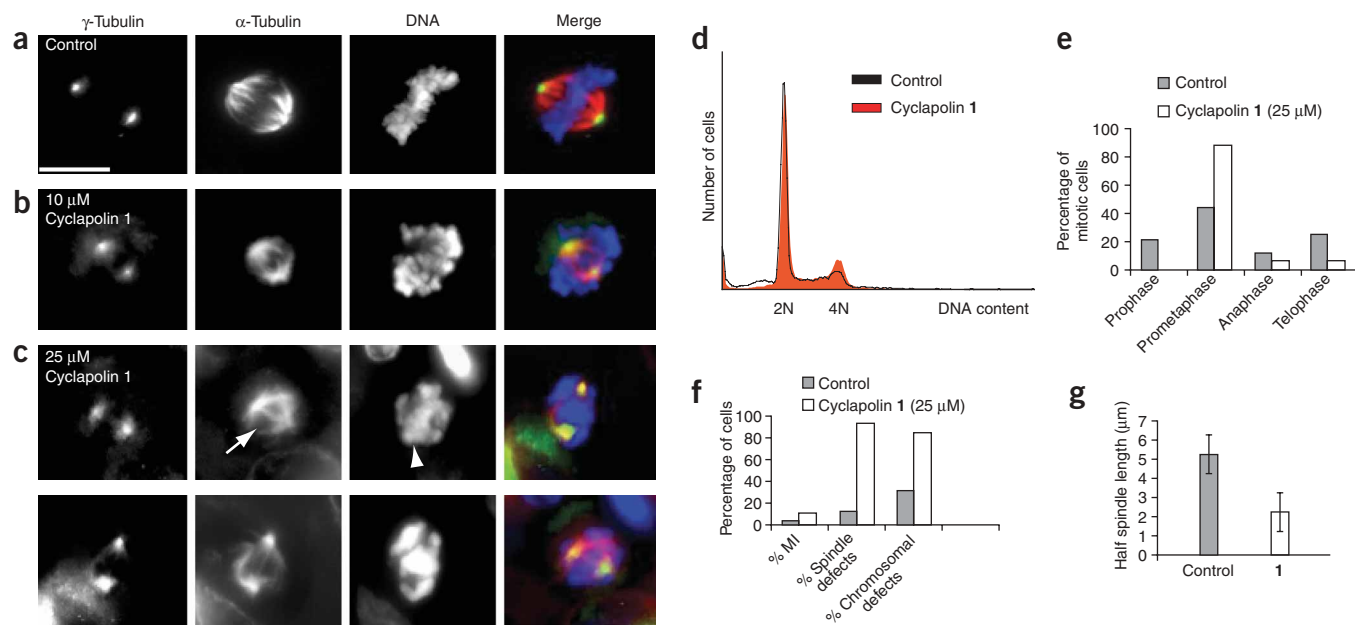 γ-Tubulin α-Tubulin DNA Merge
a
Control
b
10 μM
Cyclapolin 1
c
25 μM
Cyclapolin 1
d
Control
Cyclapolin 1
Number of cells
2N 4N DNA content
e
Control
Cyclapolin 1 (25 μM)
Percentage of
mitotic cells
100
80
60
40
20
0
Prophase
Prometaphase
Anaphase
Telophase
f
Control
Cyclapolin 1 (25 μM)
Percentage of cells
100
80
60
40
20
0
% MI
% Spindle
defects
% Chromosomal
defects
g
Half spindle length (μm)
7
6
5
4
3
2
1
0
Control 1